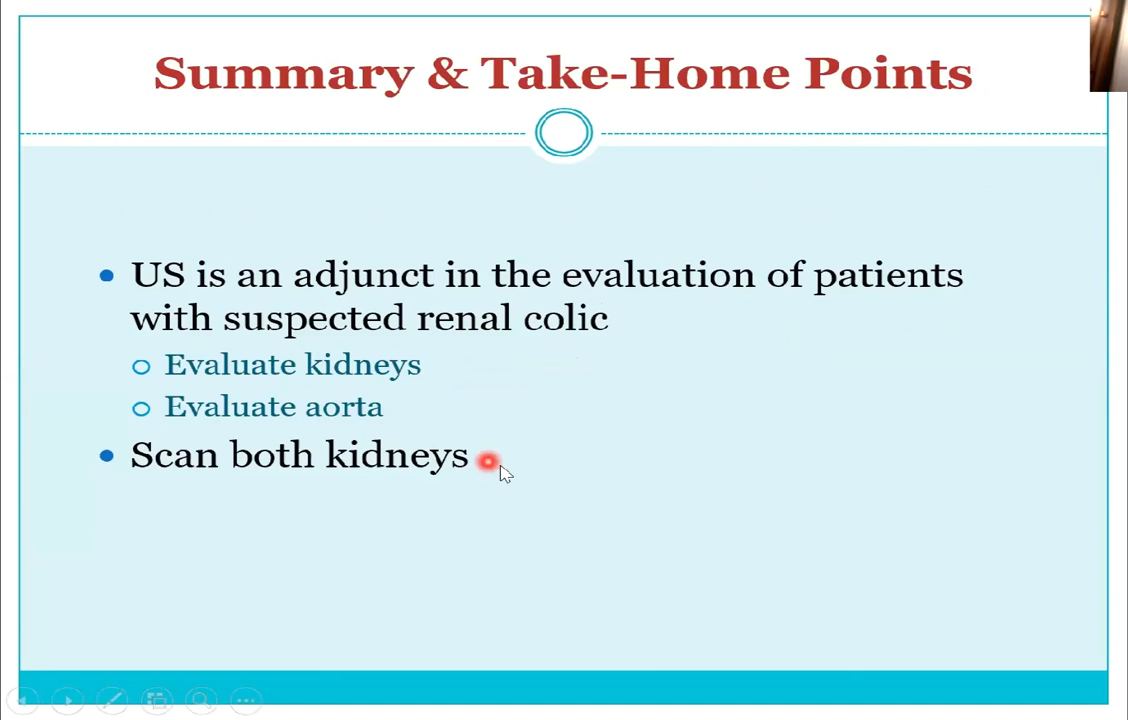 Summary & Take-Home Points
US is an adjunct in the evaluation of patients
with suspected renal colic
Evaluate kidneys
Evaluate aorta
Scan both kidneys